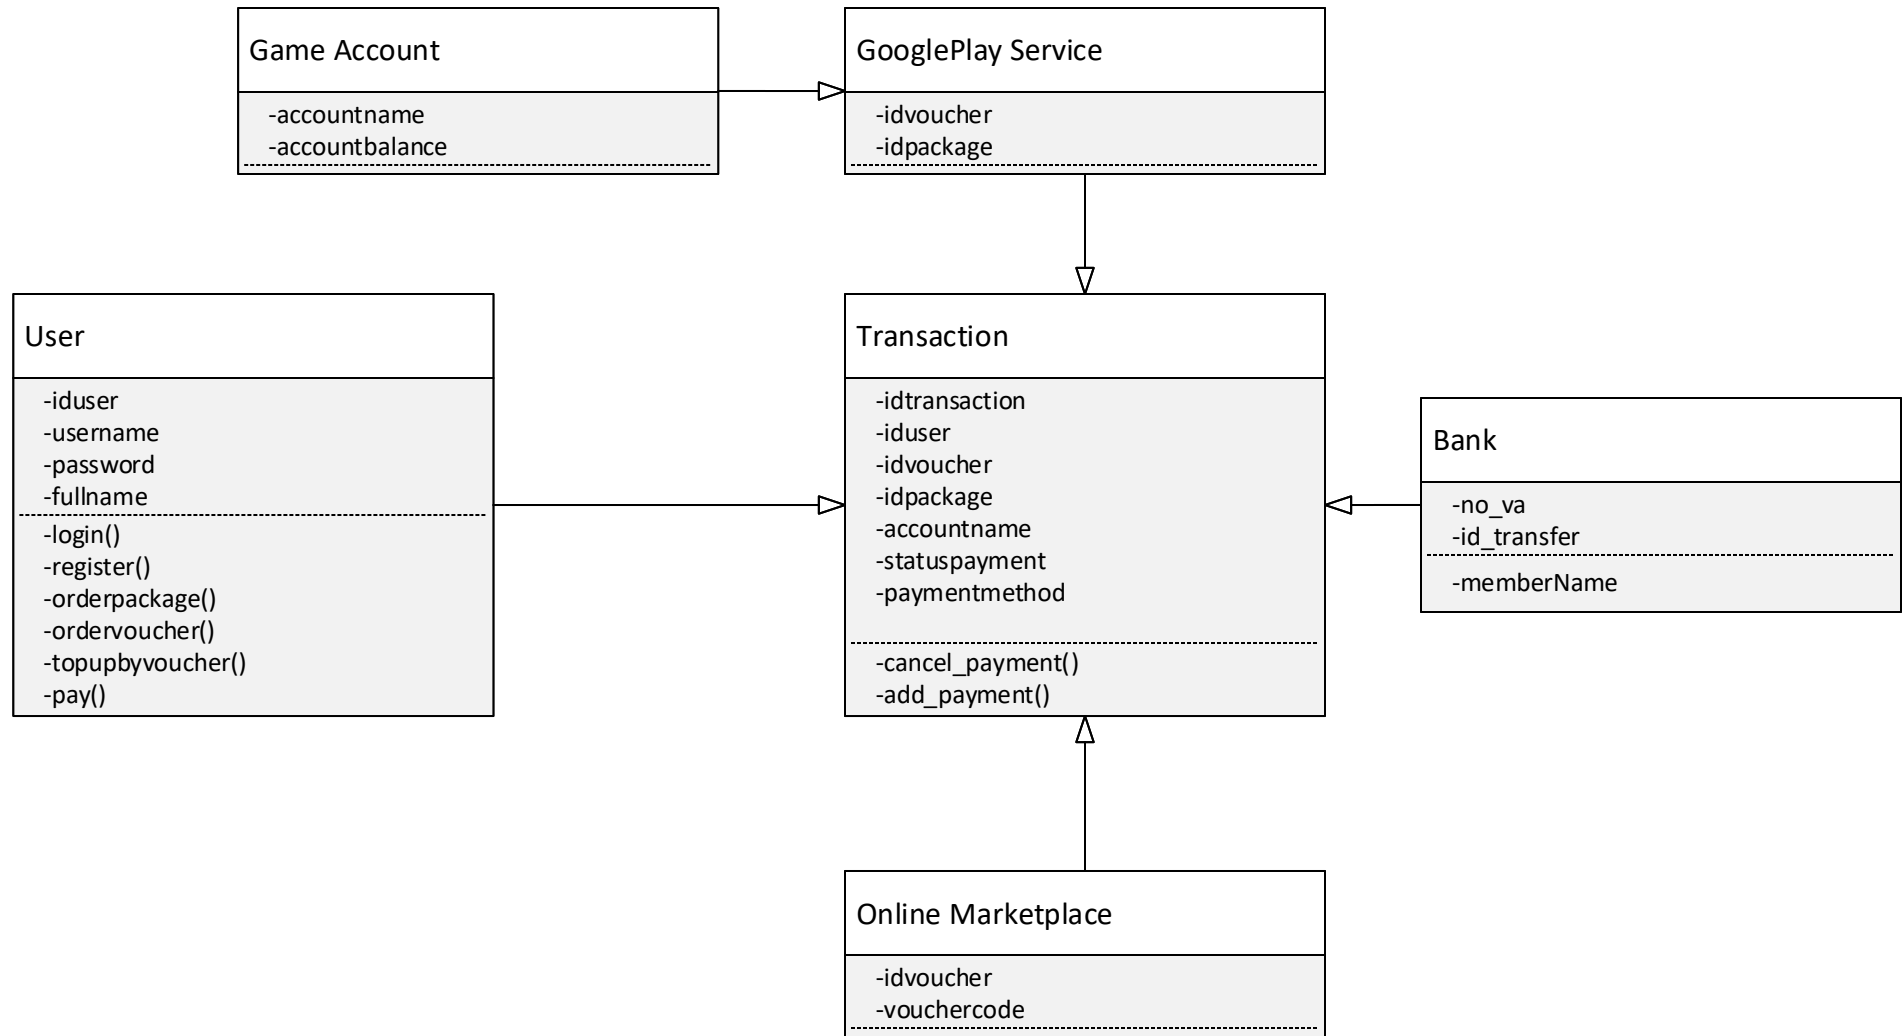 Game Account
-accountname
-accountbalance
GooglePlay Service
-idvoucher
-idpackage
User
-iduser
-username
-password
-fullname
-login()
-register()
-orderpackage()
-ordervoucher()
-topupbyvoucher()
-pay()
Transaction
-idtransaction
-iduser
-idvoucher
-idpackage
-accountname
-statuspayment
-paymentmethod
-cancel_payment()
-add_payment()
Bank
-no_va
-id_transfer
-memberName
Online Marketplace
-idvoucher
-vouchercode